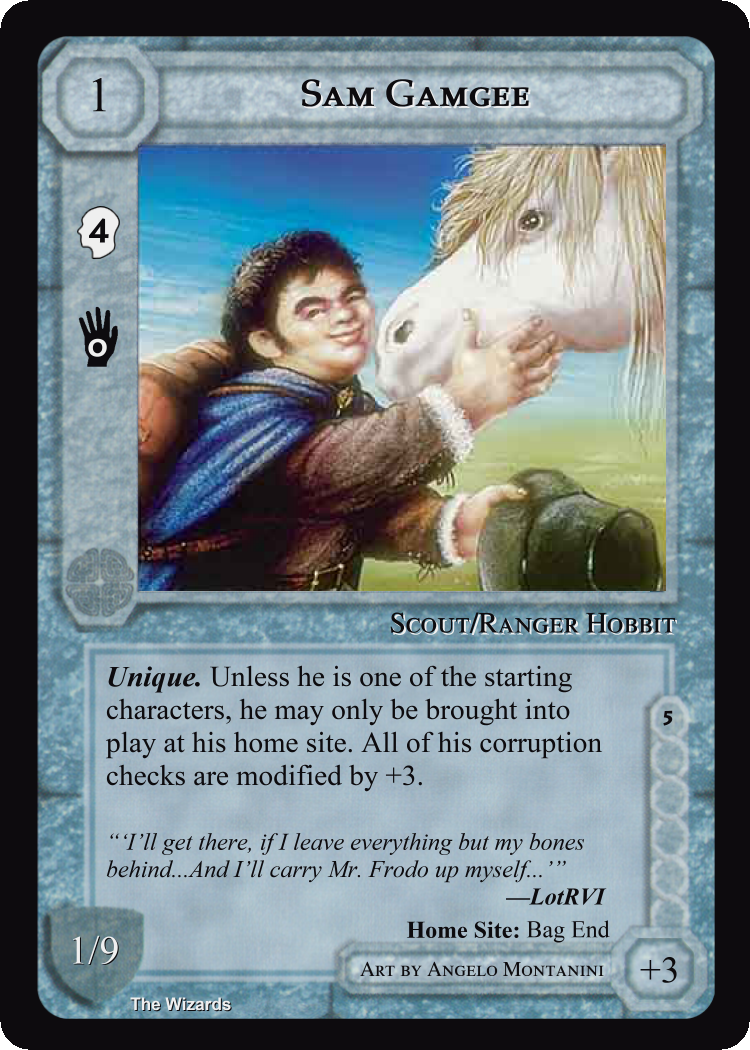 1
Sam Gamgee
4
0
Scout/Ranger Hobbit
Unique. Unless he is one of the starting
characters, he may only be brought into
play at his home site. All of his corruption
checks are modified by +3.
5
“‘I’ll get there, if I leave everything but my bones
behind...And I’ll carry Mr. Frodo up myself...’”
—LotRVI
Home Site: Bag End
1/9
Art by Angelo Montanini
+3
The Wizards